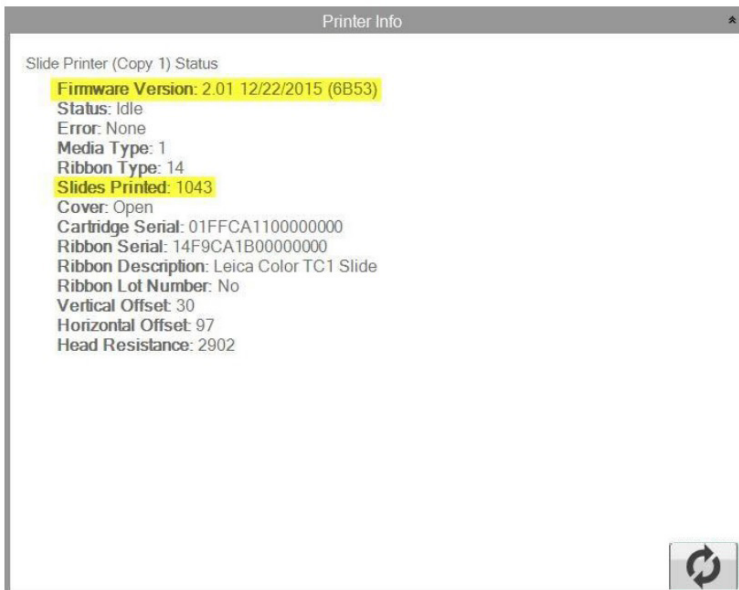 Printer Info
Slide Printer (Copy 1) Status
Firmware Version: 2.01 12/22/2015 (6B53)
Status: Idle
Error: None
Media Type: 1
Ribbon Type: 14
Slides Printed: 1043
Cover: Open
Cartridge Serial: 01FFCA1100000000
Ribbon Serial: 14F9CA1B00000000
Ribbon Description: Leica Color TC1 Slide
Ribbon Lot Number: No
Vertical Offset: 30
Horizontal Offset: 97
Head Resistance: 2902